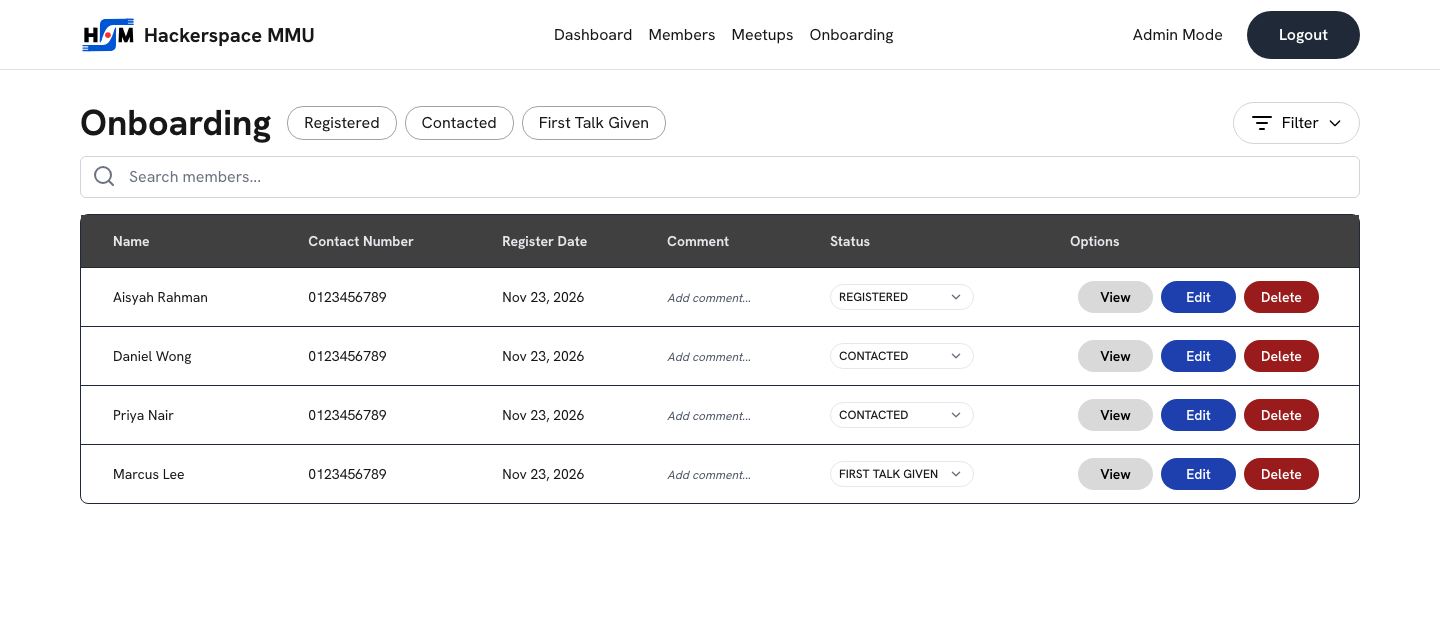 HSM Hackerspace MMU Dashboard Members Meetups Onboarding Admin Mode Logout
Onboarding Registered Contacted First Talk Given Filter
Search members...
Name Contact Number Register Date Comment Status Options
Aisyah Rahman 0123456789 Nov 23, 2026 Add comment... REGISTERED View Edit Delete
Daniel Wong 0123456789 Nov 23, 2026 Add comment... CONTACTED View Edit Delete
Priya Nair 0123456789 Nov 23, 2026 Add comment... CONTACTED View Edit Delete
Marcus Lee 0123456789 Nov 23, 2026 Add comment... FIRST TALK GIVEN View Edit Delete